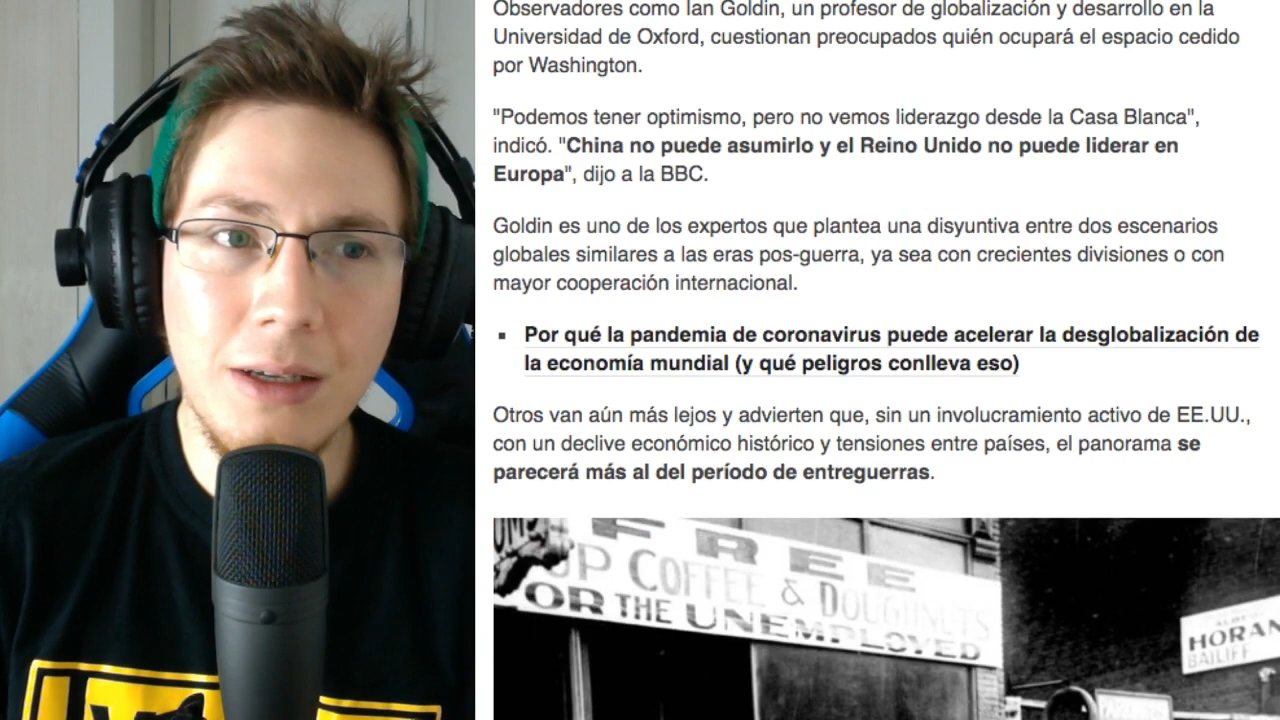 Observadores como Ian Goldin, un profesor de globalización y desarrollo en la
Universidad de Oxford, cuestionan preocupados quién ocupará el espacio cedido
por Washington.
"Podemos tener optimismo, pero no vemos liderazgo desde la Casa Blanca",
indicó. "China no puede asumirlo y el Reino Unido no puede liderar en
Europa", dijo a la BBC.
Goldin es uno de los expertos que plantea una disyuntiva entre dos escenarios
globales similares a las eras pos-guerra, ya sea con crecientes divisiones o con
mayor cooperación internacional.
▪ Por qué la pandemia de coronavirus puede acelerar la desglobalización de
la economía mundial (y qué peligros conlleva eso)
Otros van aún más lejos y advierten que, sin un involucramiento activo de EE.UU.,
con un declive económico histórico y tensiones entre países, el panorama se
parecerá más al del período de entreguerras.
FREE
COFFEE & DOUGHNUTS
OR THE UNEMPLOYED
HORAN
BAILIFF